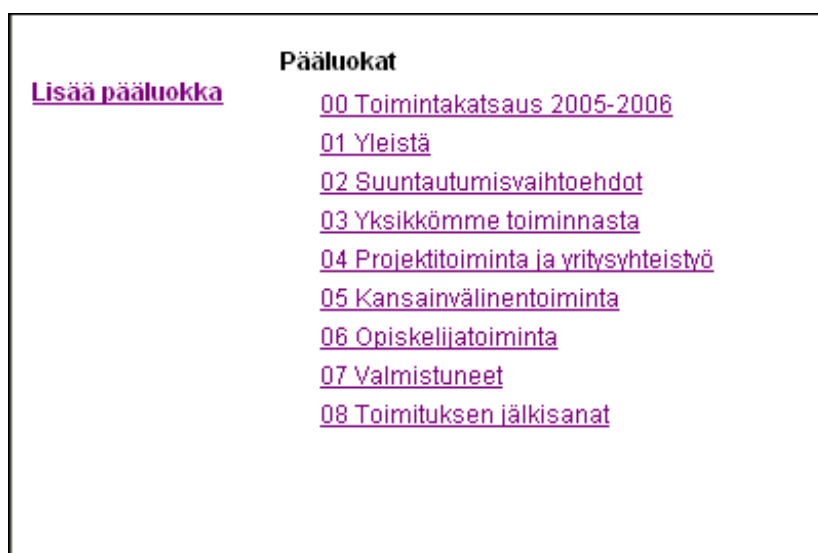 Pääluokat
Lisää pääluokka
00 Toimintakatsaus 2005-2006
01 Yleistä
02 Suuntautumisvaihtoehdot
03 Yksikkömme toiminnasta
04 Projektitoiminta ja yritysyhteistyö
05 Kansainvälinentoiminta
06 Opiskelijatoiminta
07 Valmistuneet
08 Toimituksen jälkisanat